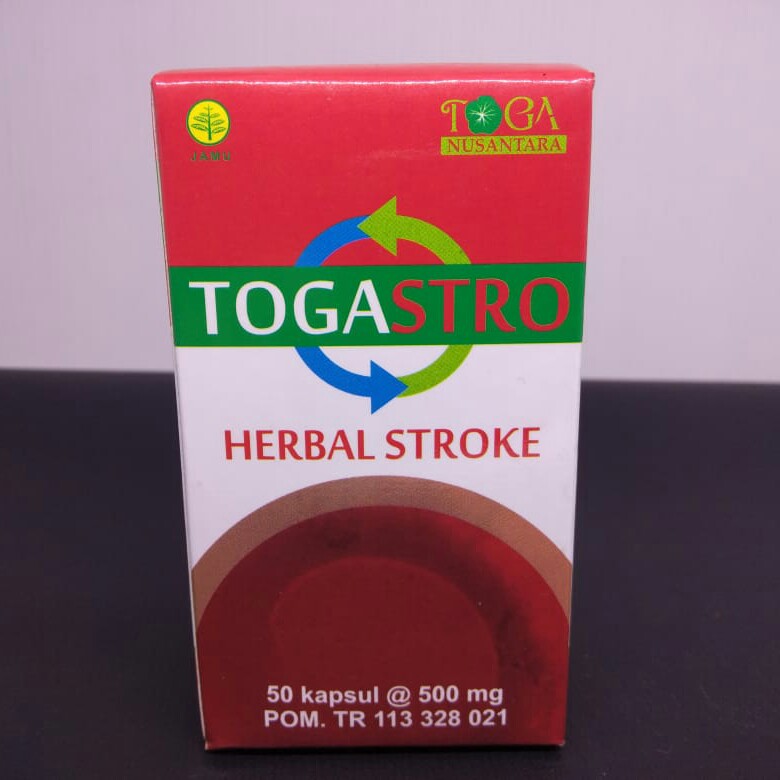 JAMU
TOGA
NUSANTARA
TOGASTRO
HERBAL STROKE
50 kapsul @ 500 mg
POM. TR 113 328 021